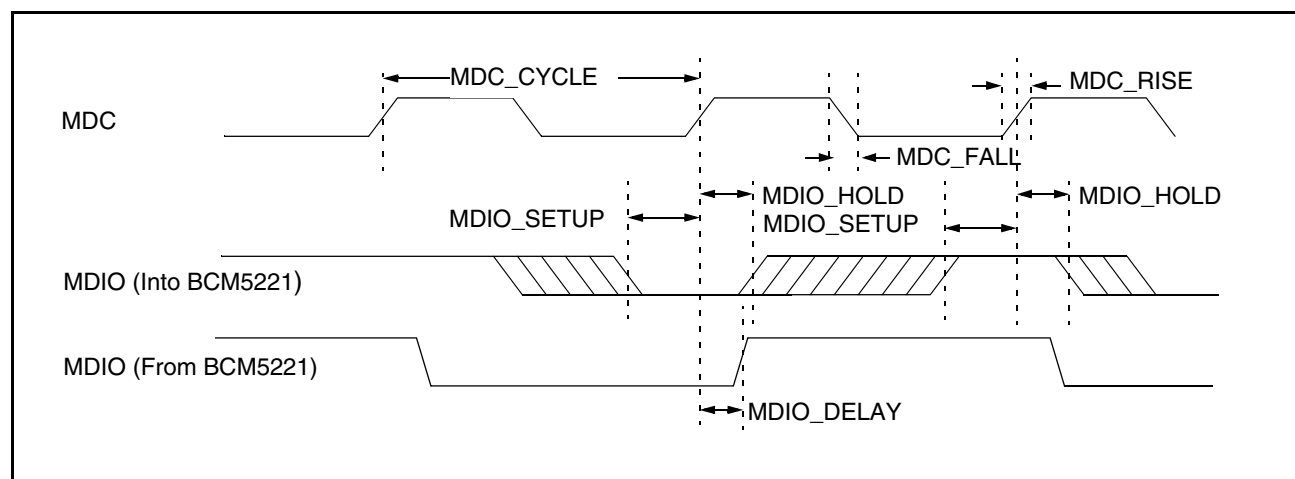 MDC_CYCLE
MDC_RISE
MDC
MDC_FALL
MDIO_HOLD
MDIO_HOLD
MDIO_SETUP
MDIO_SETUP
MDIO (Into BCM5221)
MDIO (From BCM5221)
MDIO_DELAY